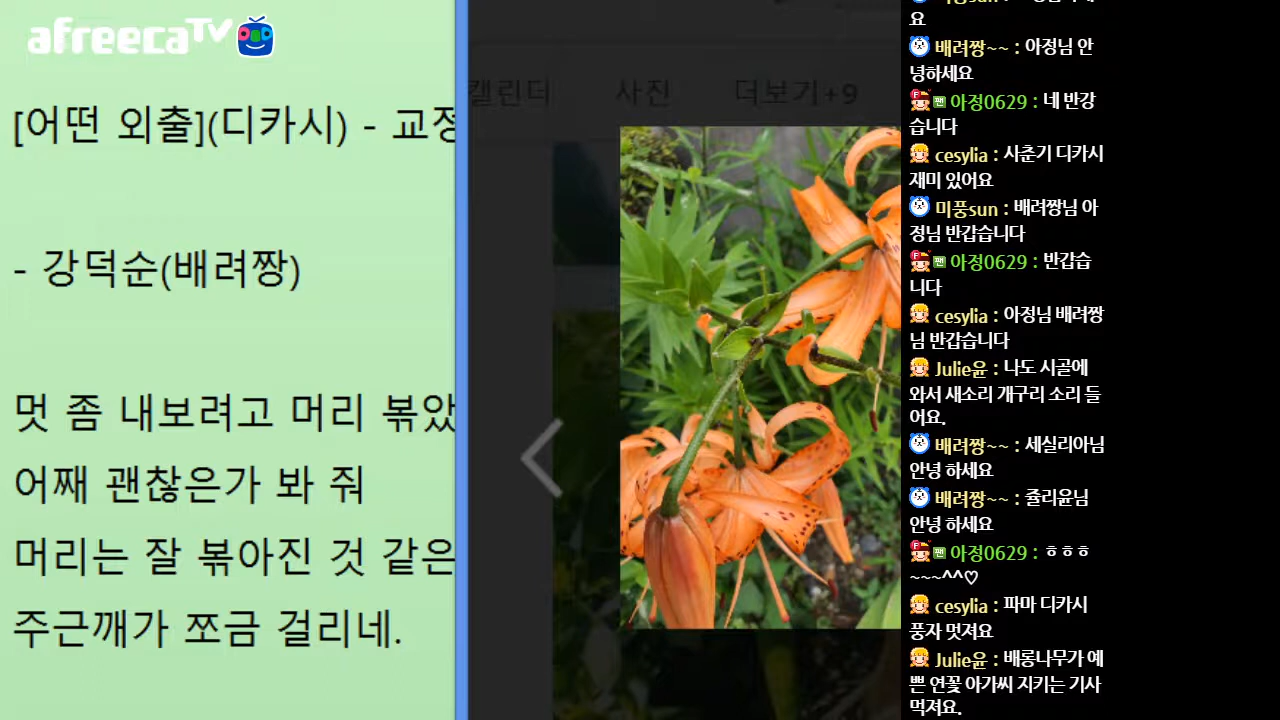 afreecaTV
[어떤 외출](디카시) - 교정
- 강덕순(배려짱)
멋 좀 내보려고 머리 볶았
어째 괜찮은가 봐 줘
머리는 잘 볶아진 것 같은
주근깨가 쪼금 걸리네.
캘린더 사진 더보기+9
요
배려짱~~ : 아정님 안
녕하세요
아정0629 : 네 반갑
습니다
cesylia : 사춘기 디카시
재미 있어요
미풍sun : 배려짱님 아
정님 반갑습니다
아정0629 : 반갑습
니다
cesylia : 아정님 배려짱
님 반갑습니다
Julie윤 : 나도 시골에
와서 새소리 개구리 소리 들
어요.
배려짱~~ : 세실리아님
안녕 하세요
배려짱~~ : 쥴리윤님
안녕 하세요
아정0629 : ㅎㅎㅎ
~~~^^♡
cesylia : 파마 디카시
풍자 멋져요
Julie윤 : 배롱나무가 예
쁜 연꽃 아가씨 지키는 기사
먹져요.